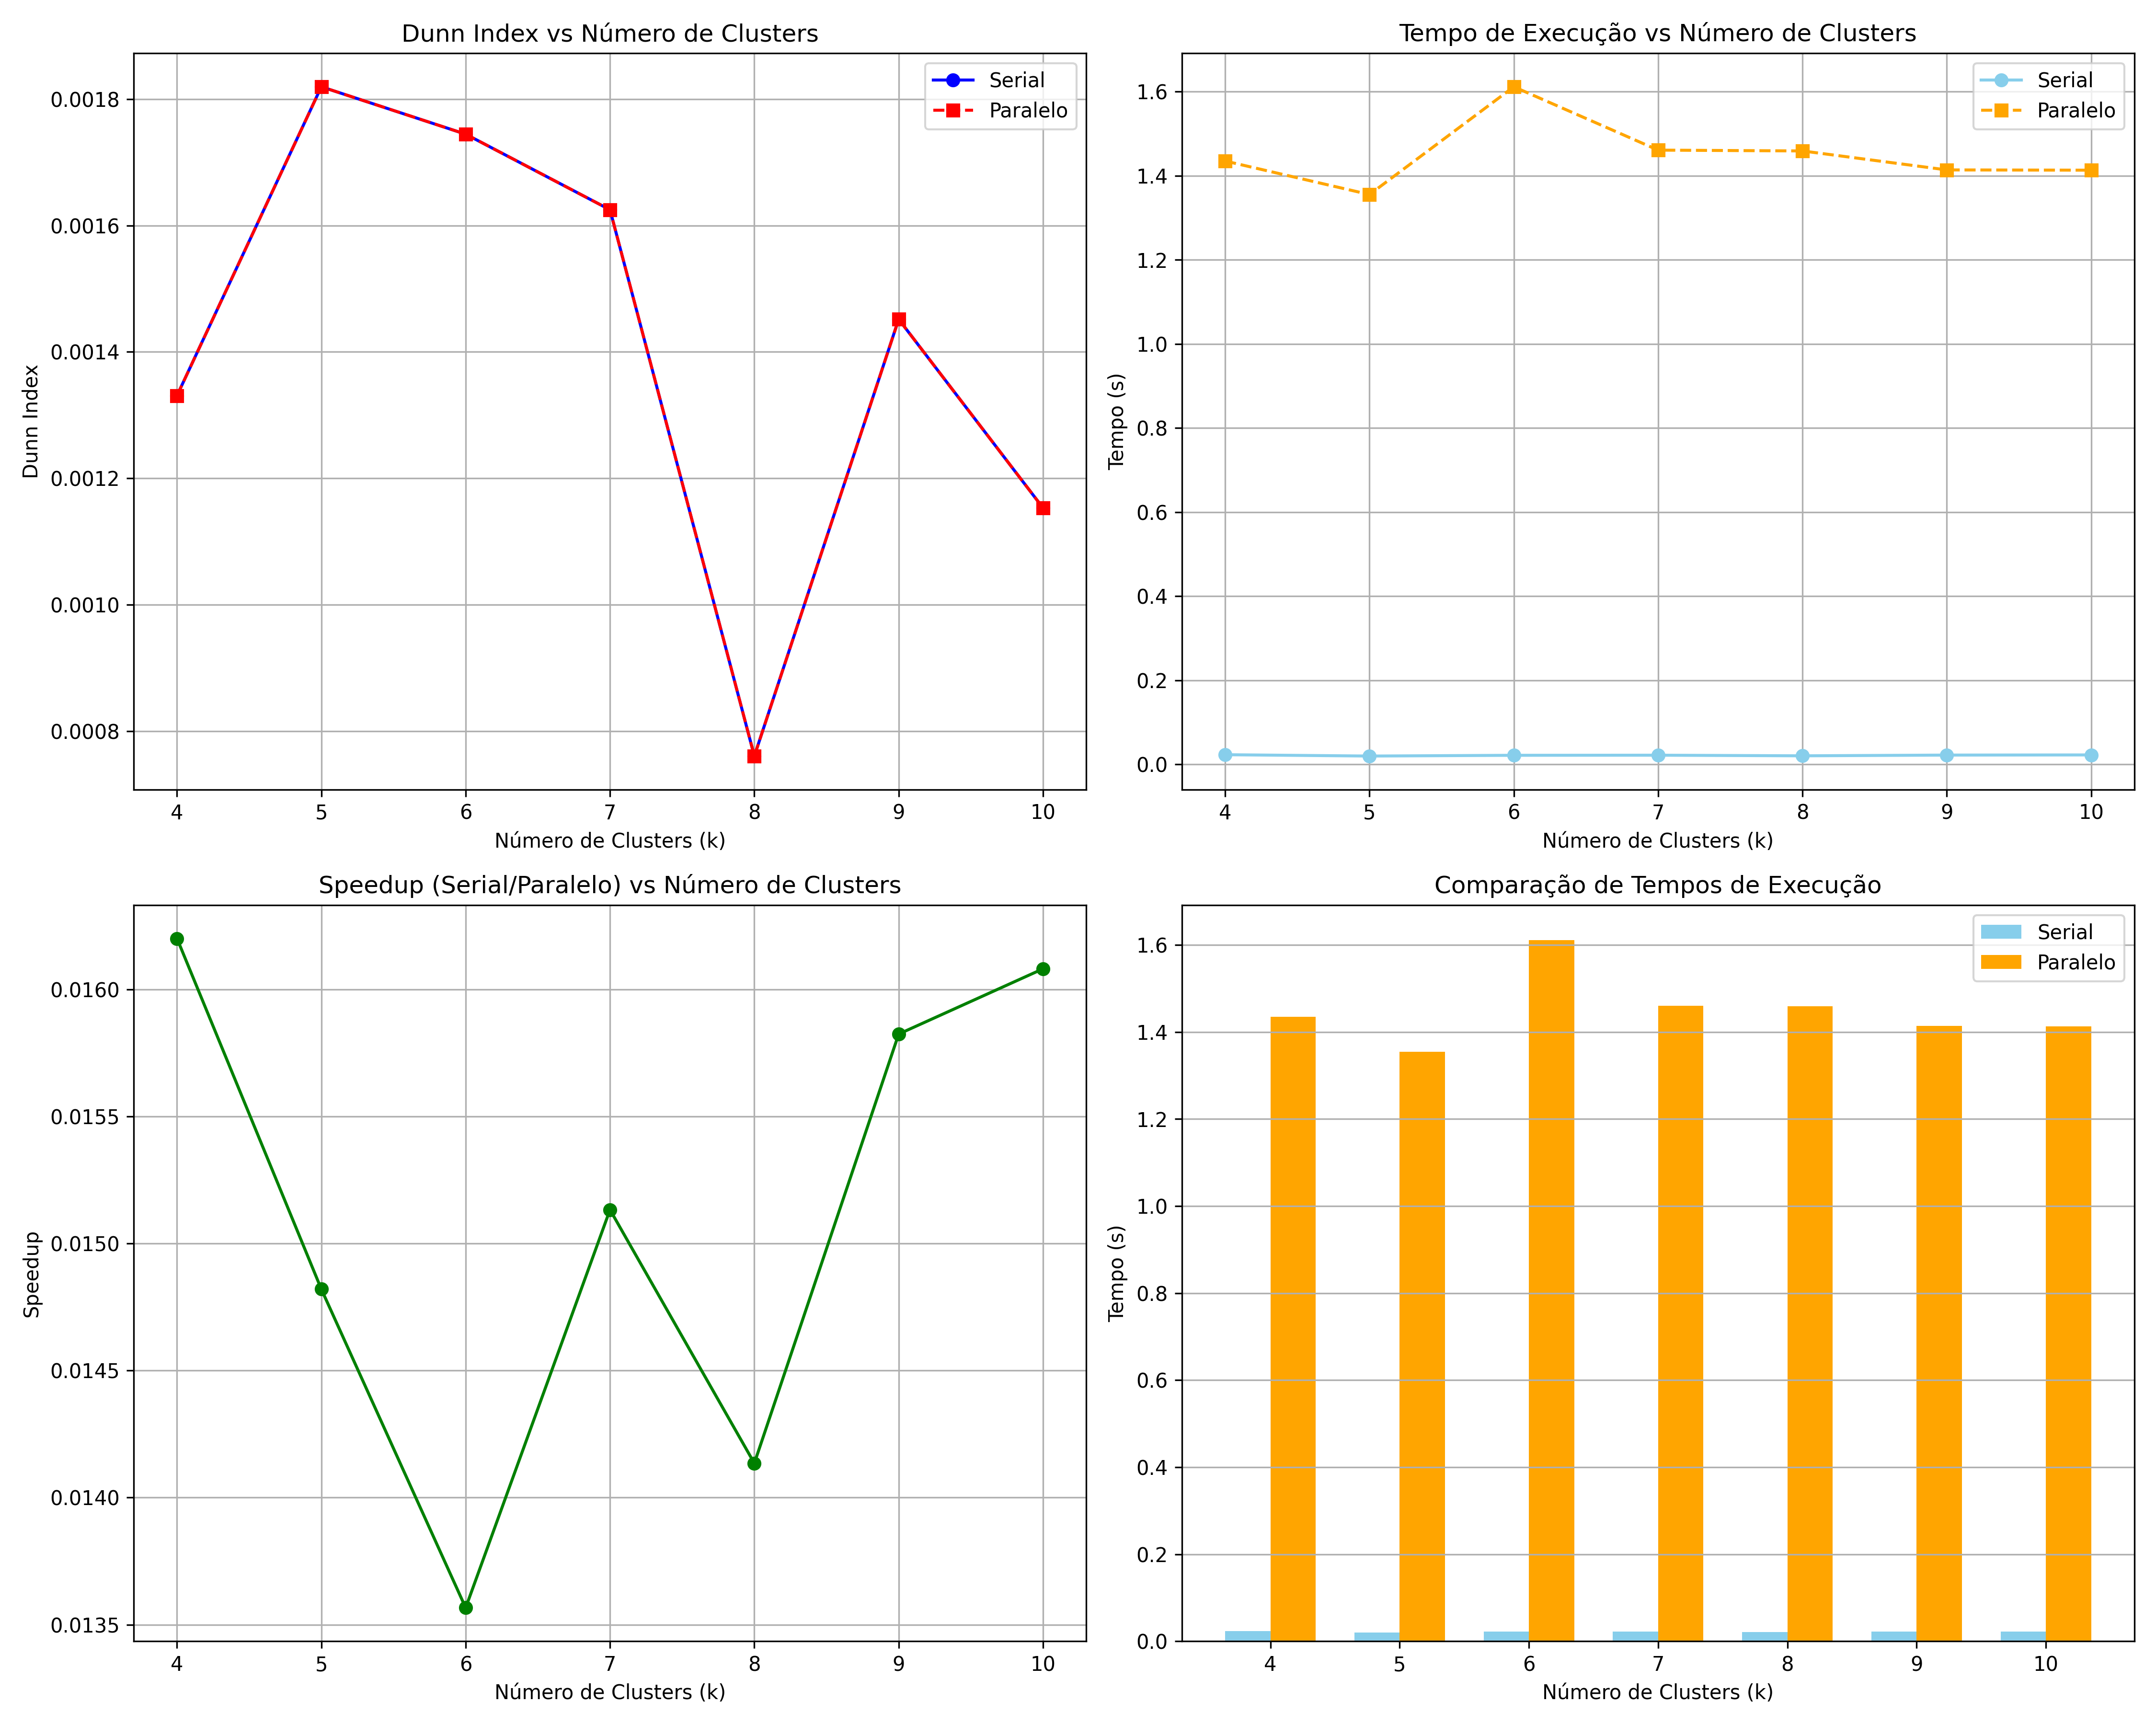 Dunn Index vs Número de Clusters
Serial
Paralelo
0.0018
0.0016
0.0014
0.0012
0.0010
0.0008
Dunn Index
4 5 6 7 8 9 10
Número de Clusters (k)
Tempo de Execução vs Número de Clusters
Serial
Paralelo
1.6
1.4
1.2
1.0
0.8
0.6
0.4
0.2
0.0
Tempo (s)
4 5 6 7 8 9 10
Número de Clusters (k)
Speedup (Serial/Paralelo) vs Número de Clusters
0.0160
0.0155
0.0150
0.0145
0.0140
0.0135
Speedup
4 5 6 7 8 9 10
Número de Clusters (k)
Comparação de Tempos de Execução
Serial
Paralelo
1.6
1.4
1.2
1.0
0.8
0.6
0.4
0.2
0.0
Tempo (s)
4 5 6 7 8 9 10
Número de Clusters (k)